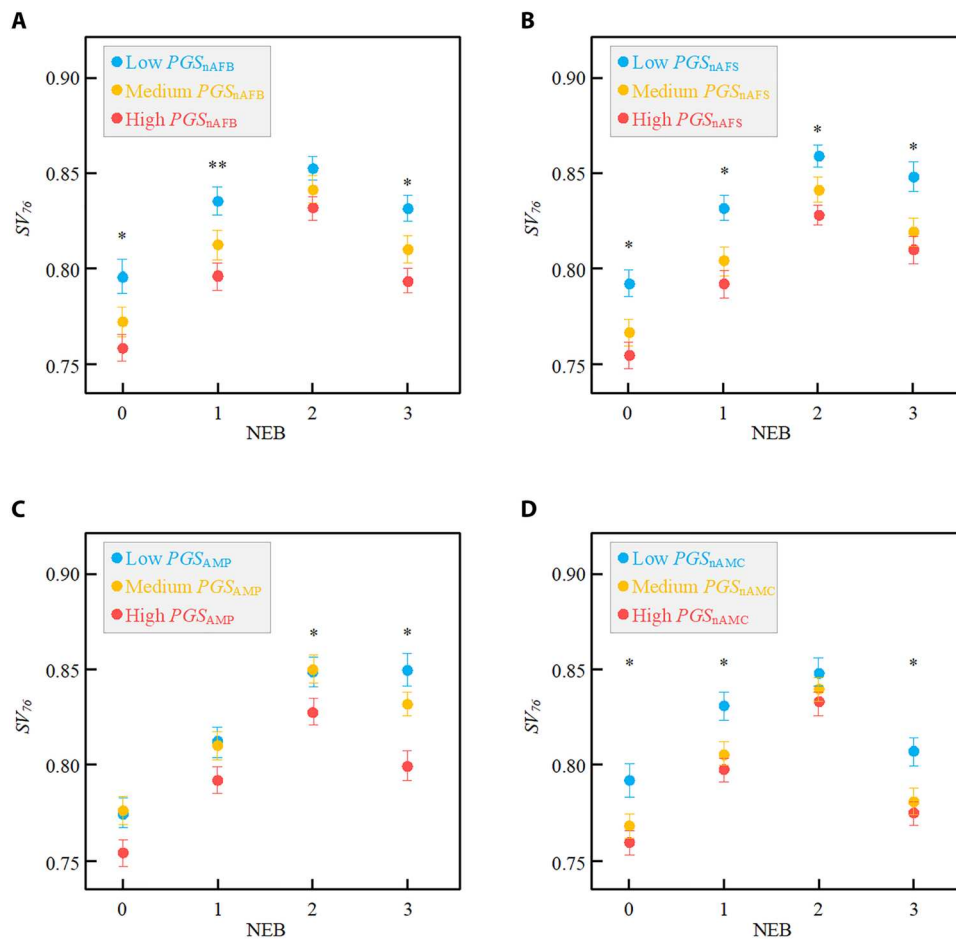 A
Low PGSnAFB
Medium PGSnAFB
High PGSnAFB
0.90
0.85
0.80
0.75
SV76
*
**
*
0
1
2
3
NEB
B
Low PGSnAFS
Medium PGSnAFS
High PGSnAFS
0.90
0.85
0.80
0.75
SV76
*
*
*
*
0
1
2
3
NEB
C
Low PGSAMP
Medium PGSAMP
High PGSAMP
0.90
0.85
0.80
0.75
SV76
*
*
0
1
2
3
NEB
D
Low PGSnAMC
Medium PGSnAMC
High PGSnAMC
0.90
0.85
0.80
0.75
SV76
*
*
*
0
1
2
3
NEB